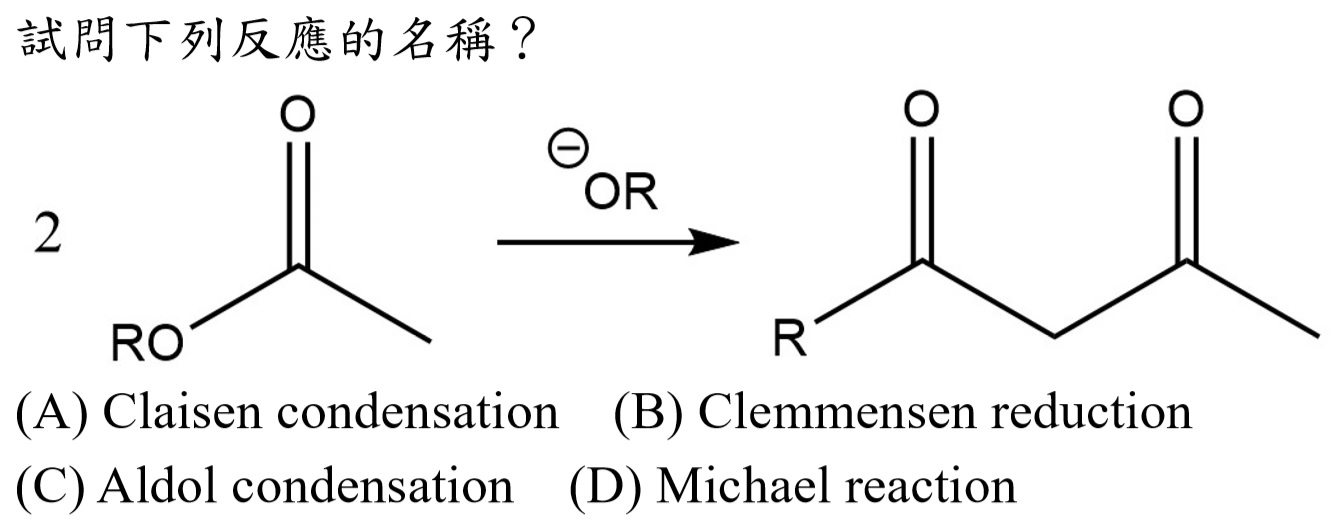 試問下列反應的名稱？
O O O
⊖
OR
2
RO R
(A) Claisen condensation (B) Clemmensen reduction
(C) Aldol condensation (D) Michael reaction